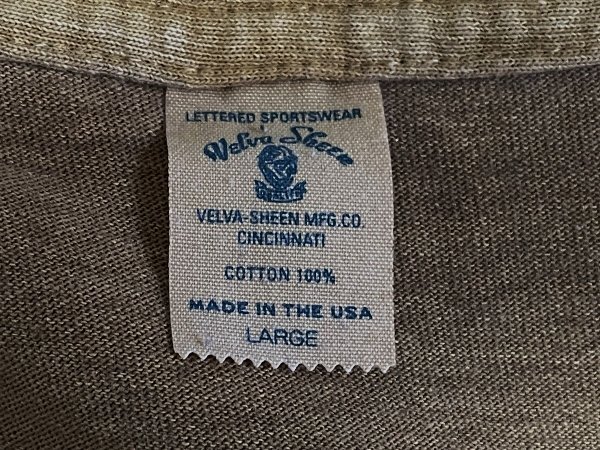 LETTERED SPORTSWEAR
Velva Sheen
VELVA-SHEEN MFG.CO.
CINCINNATI
COTTON 100%
MADE IN THE USA
LARGE